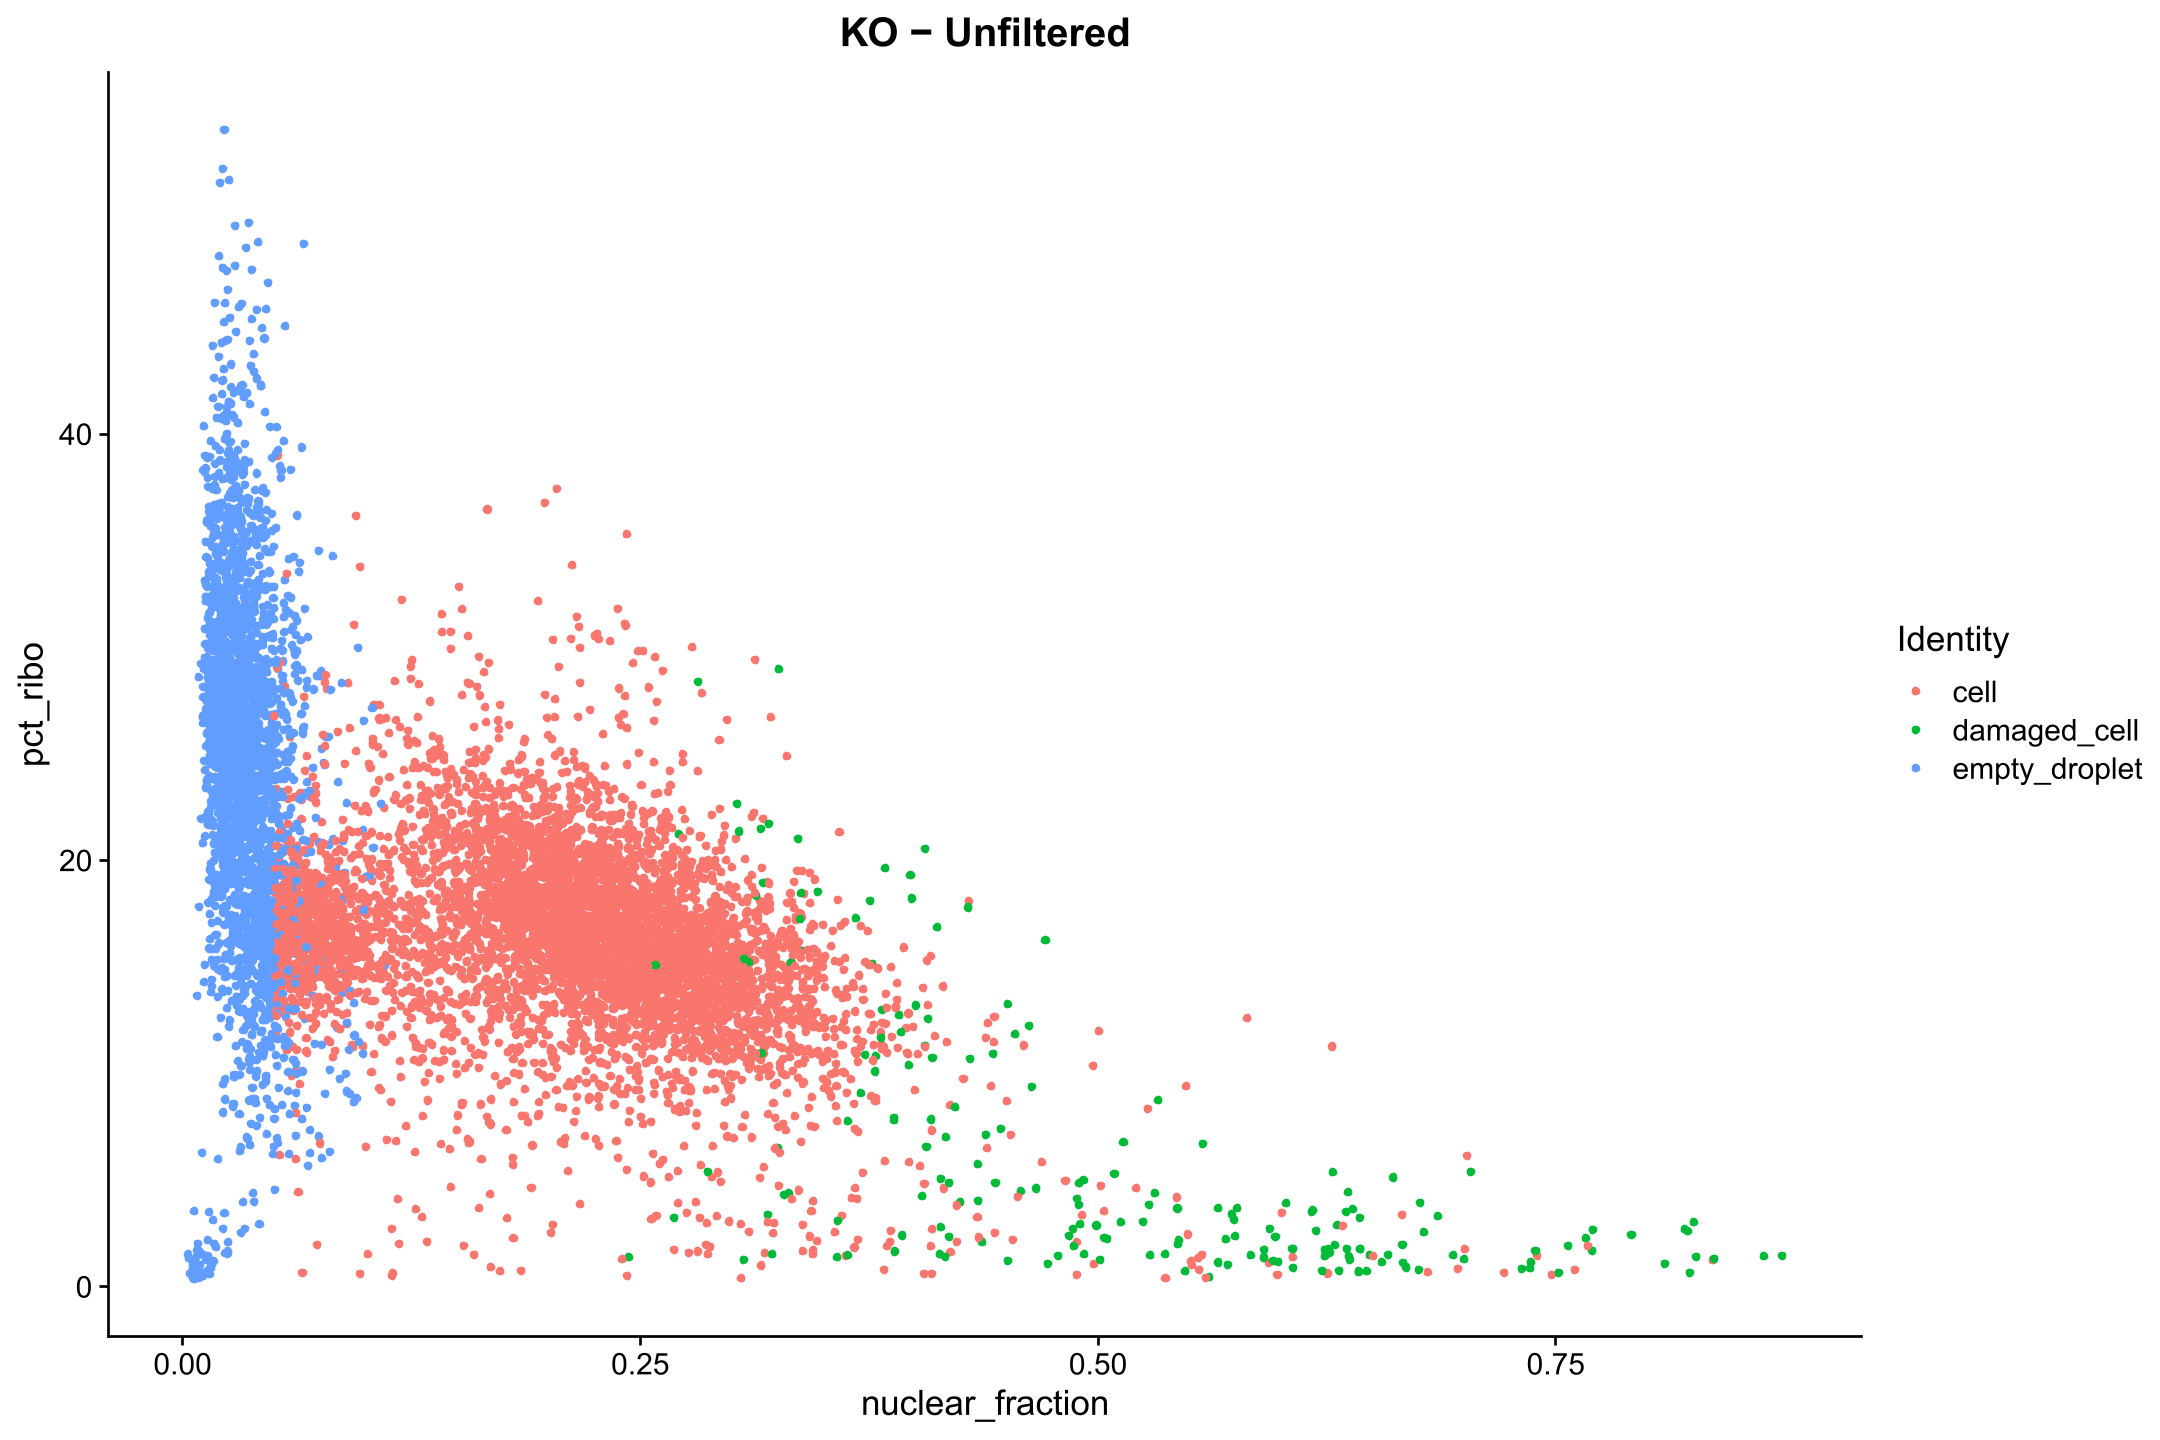 KO − Unfiltered
pct_ribo
40
20
0
0.00 0.25 0.50 0.75
nuclear_fraction
Identity
cell
damaged_cell
empty_droplet